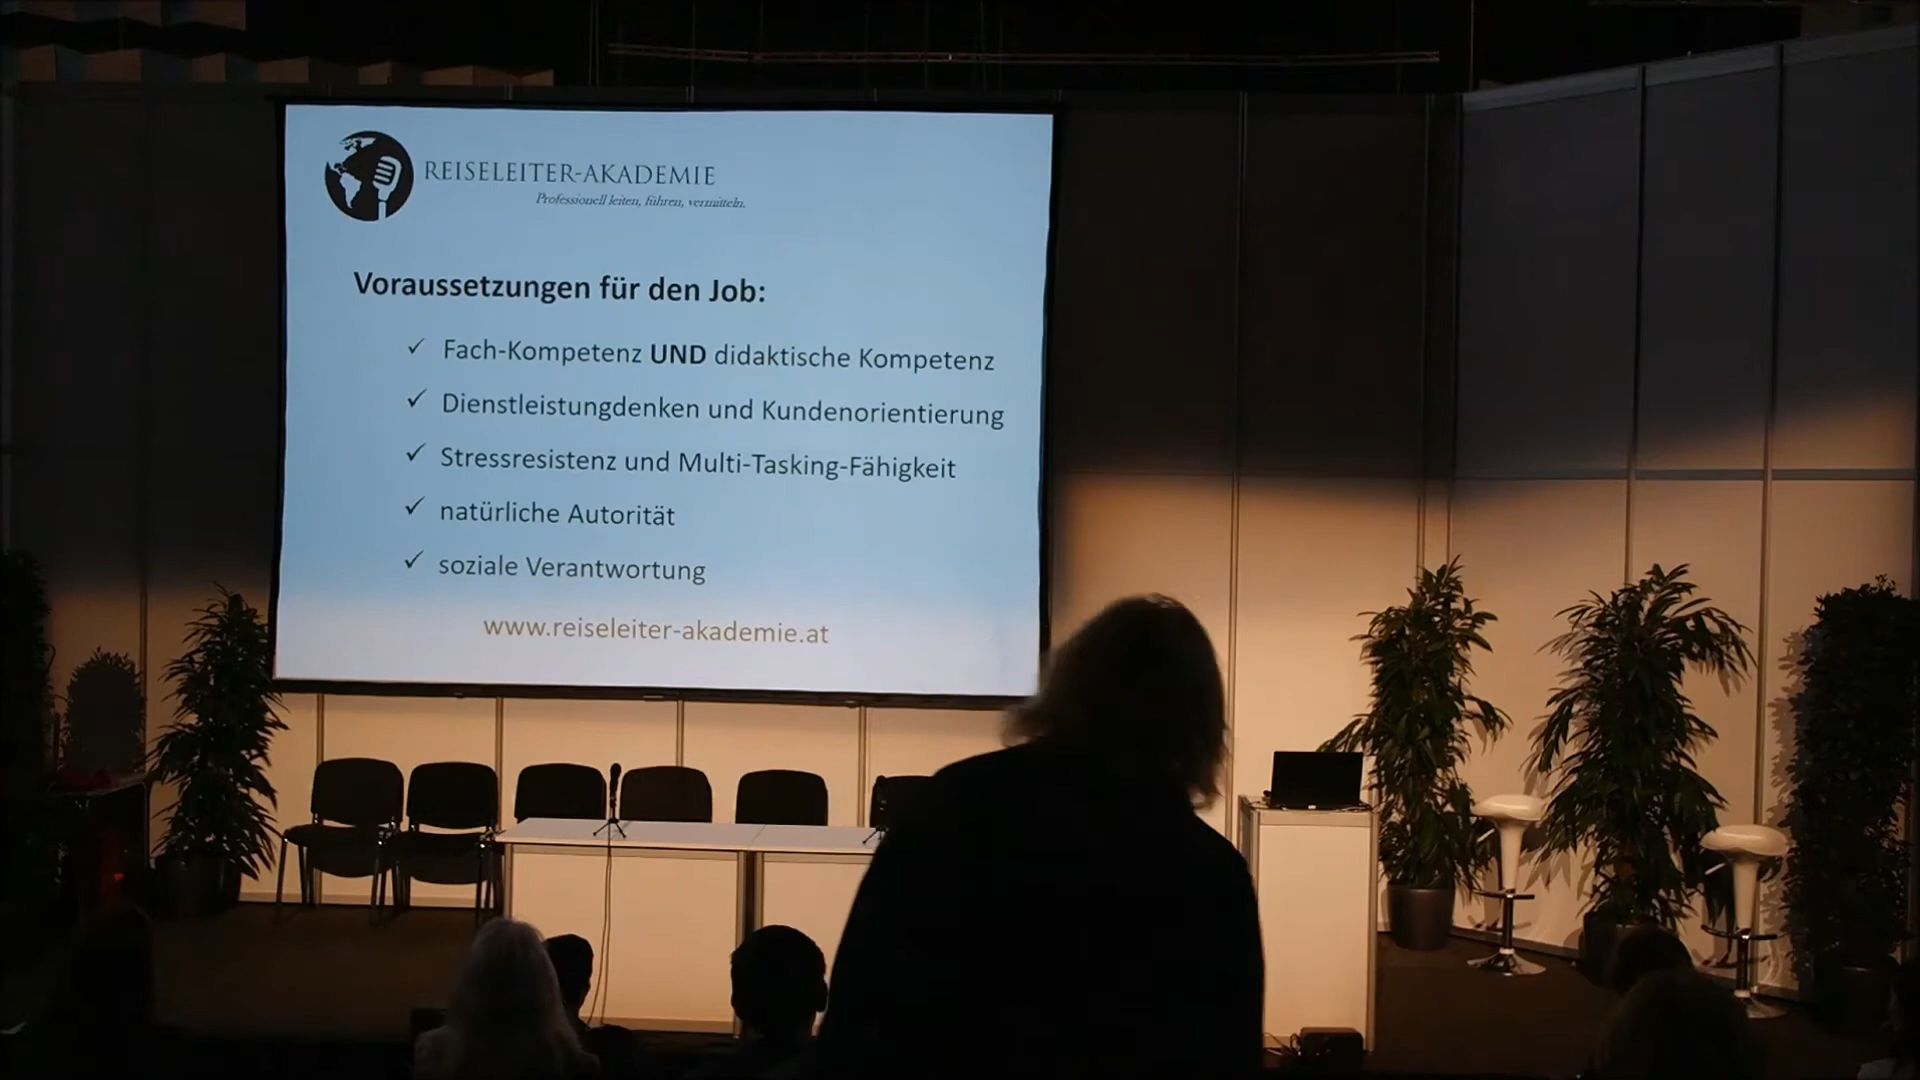 REISELEITER-AKADEMIE
Professionell leiten, führen, vermitteln.
Voraussetzungen für den Job:
✓ Fach-Kompetenz UND didaktische Kompetenz
✓ Dienstleistungdenken und Kundenorientierung
✓ Stressresistenz und Multi-Tasking-Fähigkeit
✓ natürliche Autorität
✓ soziale Verantwortung
www.reiseleiter-akademie.at